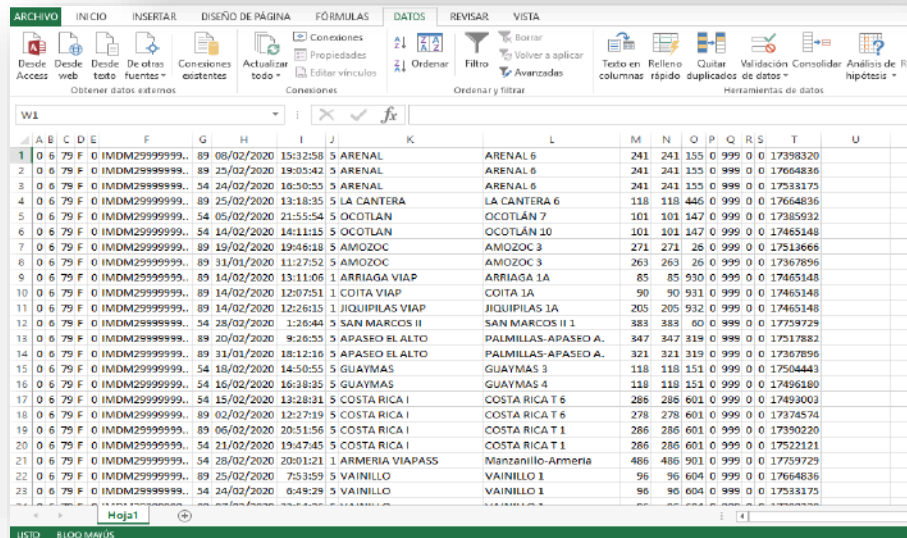 ARCHIVO INICIO INSERTAR DISEÑO DE PÁGINA FÓRMULAS DATOS REVISAR VISTA
Desde Access Desde web Desde texto De otras fuentes Conexiones existentes
Obtener datos externos
Actualizar todo Conexiones Propiedades Editar vínculos
Conexiones
Ordenar Filtro Borrar Volver a aplicar Avanzadas
Ordenar y filtrar
Texto en columnas Relleno rápido Quitar duplicados Validación de datos Consolidar Análisis de hipótesis R
Herramientas de datos
W1 fx
A B C D E F G H I J K L M N O P Q R S T U
1 0 6 79 F 0 IMDM29999999... 89 08/02/2020 15:32:58 5 ARENAL ARENAL 6 241 241 155 0 999 0 0 17398320
2 0 6 79 F 0 IMDM29999999... 89 25/02/2020 19:05:42 5 ARENAL ARENAL 6 241 241 155 0 999 0 0 17664836
3 0 6 79 F 0 IMDM29999999... 54 24/02/2020 16:50:55 5 ARENAL ARENAL 6 241 241 155 0 999 0 0 17533175
4 0 6 79 F 0 IMDM29999999... 89 25/02/2020 13:18:35 5 LA CANTERA LA CANTERA 6 118 118 446 0 999 0 0 17664836
5 0 6 79 F 0 IMDM29999999... 54 05/02/2020 21:55:54 5 OCOTLAN OCOTLÁN 7 101 101 147 0 999 0 0 17385932
6 0 6 79 F 0 IMDM29999999... 54 14/02/2020 14:11:15 5 OCOTLAN OCOTLÁN 10 101 101 147 0 999 0 0 17465148
7 0 6 79 F 0 IMDM29999999... 89 19/02/2020 19:46:18 5 AMOZOC AMOZOC 3 271 271 26 0 999 0 0 17513666
8 0 6 79 F 0 IMDM29999999... 89 31/01/2020 11:27:52 5 AMOZOC AMOZOC 3 263 263 26 0 999 0 0 17367896
9 0 6 79 F 0 IMDM29999999... 89 14/02/2020 13:11:06 1 ARRIAGA VIAP ARRIAGA 1A 85 85 930 0 999 0 0 17465148
10 0 6 79 F 0 IMDM29999999... 89 14/02/2020 12:07:51 1 COITA VIAP COITA 1A 90 90 931 0 999 0 0 17465148
11 0 6 79 F 0 IMDM29999999... 89 14/02/2020 12:26:15 1 JIQUIPILAS VIAP JIQUIPILAS 1A 205 205 932 0 999 0 0 17465148
12 0 6 79 F 0 IMDM29999999... 54 28/02/2020 1:26:44 5 SAN MARCOS II SAN MARCOS II 1 383 383 60 0 999 0 0 17759729
13 0 6 79 F 0 IMDM29999999... 89 20/02/2020 9:26:55 5 APASEO EL ALTO PALMILLAS-APASEO A. 347 347 319 0 999 0 0 17517882
14 0 6 79 F 0 IMDM29999999... 89 31/01/2020 18:12:16 5 APASEO EL ALTO PALMILLAS-APASEO A. 321 321 319 0 999 0 0 17367896
15 0 6 79 F 0 IMDM29999999... 54 18/02/2020 14:50:55 5 GUAYMAS GUAYMAS 3 118 118 151 0 999 0 0 17504443
16 0 6 79 F 0 IMDM29999999... 54 16/02/2020 16:38:35 5 GUAYMAS GUAYMAS 4 118 118 151 0 999 0 0 17496180
17 0 6 79 F 0 IMDM29999999... 54 15/02/2020 13:28:31 5 COSTA RICA I COSTA RICA T 6 286 286 601 0 999 0 0 17493003
18 0 6 79 F 0 IMDM29999999... 89 02/02/2020 12:27:19 5 COSTA RICA I COSTA RICA T 6 278 278 601 0 999 0 0 17374574
19 0 6 79 F 0 IMDM29999999... 89 06/02/2020 20:51:56 5 COSTA RICA I COSTA RICA T 1 286 286 601 0 999 0 0 17390220
20 0 6 79 F 0 IMDM29999999... 54 21/02/2020 19:47:45 5 COSTA RICA I COSTA RICA T 1 286 286 601 0 999 0 0 17522121
21 0 6 79 F 0 IMDM29999999... 54 28/02/2020 20:01:21 1 ARMERIA VIAPASS Manzanillo-Armeria 486 486 901 0 999 0 0 17759729
22 0 6 79 F 0 IMDM29999999... 89 25/02/2020 7:53:59 5 VAINILLO VAINILLO 1 96 96 604 0 999 0 0 17664836
23 0 6 79 F 0 IMDM29999999... 54 24/02/2020 6:49:29 5 VAINILLO VAINILLO 1 96 96 604 0 999 0 0 17533175
Hoja1
LISTO BLOQ MAYÚS